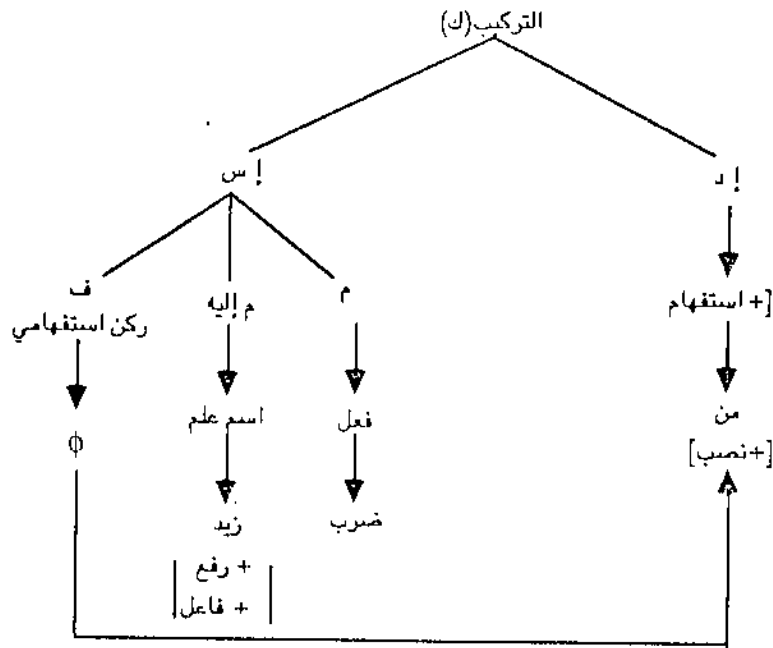 التركيب(ك)
إ د
إ س
[+ استفهام
م
م إليه
ف
ركن استفهامي
من
[+نصب]
فعل
اسم علم
ϕ
ضرب
زيد
+ رفع
+ فاعل